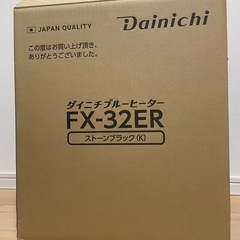 JAPAN QUALITY
Dainichi
この度はお買い上げ頂き、
ありがとうございました。
ダイニチブルーヒーター
FX-32ER
ストーンブラック(K)